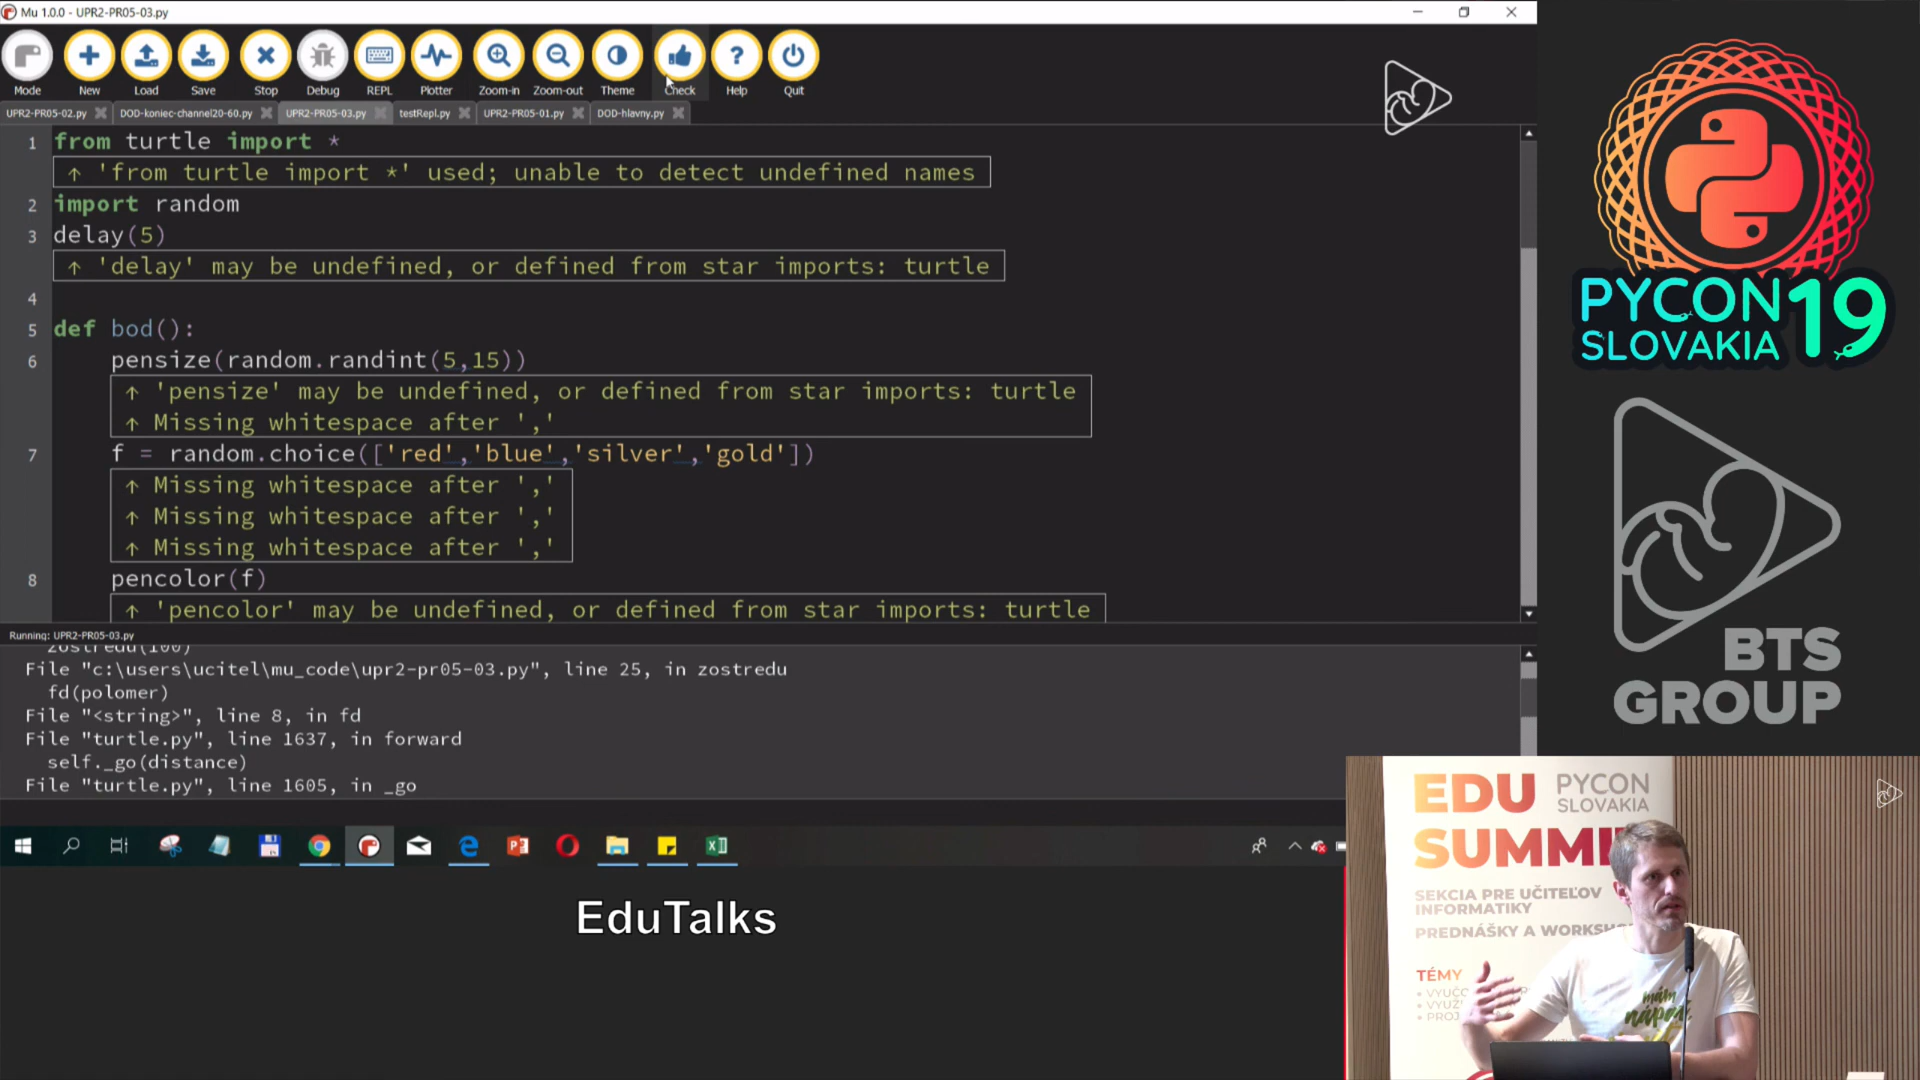 Mu 1.0.0 - UPR2-PR05-03.py
Mode New Load Save Stop Debug REPL Plotter Zoom-in Zoom-out Theme Check Help Quit
UPR2-PR05-02.py DOD-koniec-channel20-60.py UPR2-PR05-03.py testRepl.py UPR2-PR05-01.py DOD-hlavny.py
1 from turtle import *
↑ 'from turtle import *' used; unable to detect undefined names
2 import random
3 delay(5)
↑ 'delay' may be undefined, or defined from star imports: turtle
4
5 def bod():
6 pensize(random.randint(5,15))
↑ 'pensize' may be undefined, or defined from star imports: turtle
↑ Missing whitespace after ','
7 f = random.choice(['red','blue','silver','gold'])
↑ Missing whitespace after ','
↑ Missing whitespace after ','
↑ Missing whitespace after ','
8 pencolor(f)
↑ 'pencolor' may be undefined, or defined from star imports: turtle
Running: UPR2-PR05-03.py
zostredu(100)
File "c:\users\ucitel\mu_code\upr2-pr05-03.py", line 25, in zostredu
fd(polomer)
File "<string>", line 8, in fd
File "turtle.py", line 1637, in forward
self._go(distance)
File "turtle.py", line 1605, in _go
EduTalks
PYCON 19
SLOVAKIA
BTS
GROUP
EDU PYCON
SLOVAKIA
SEKCIA PRE UČITEĽOV
INFORMATIKY
PREDNÁŠKY A
TÉMY
mám